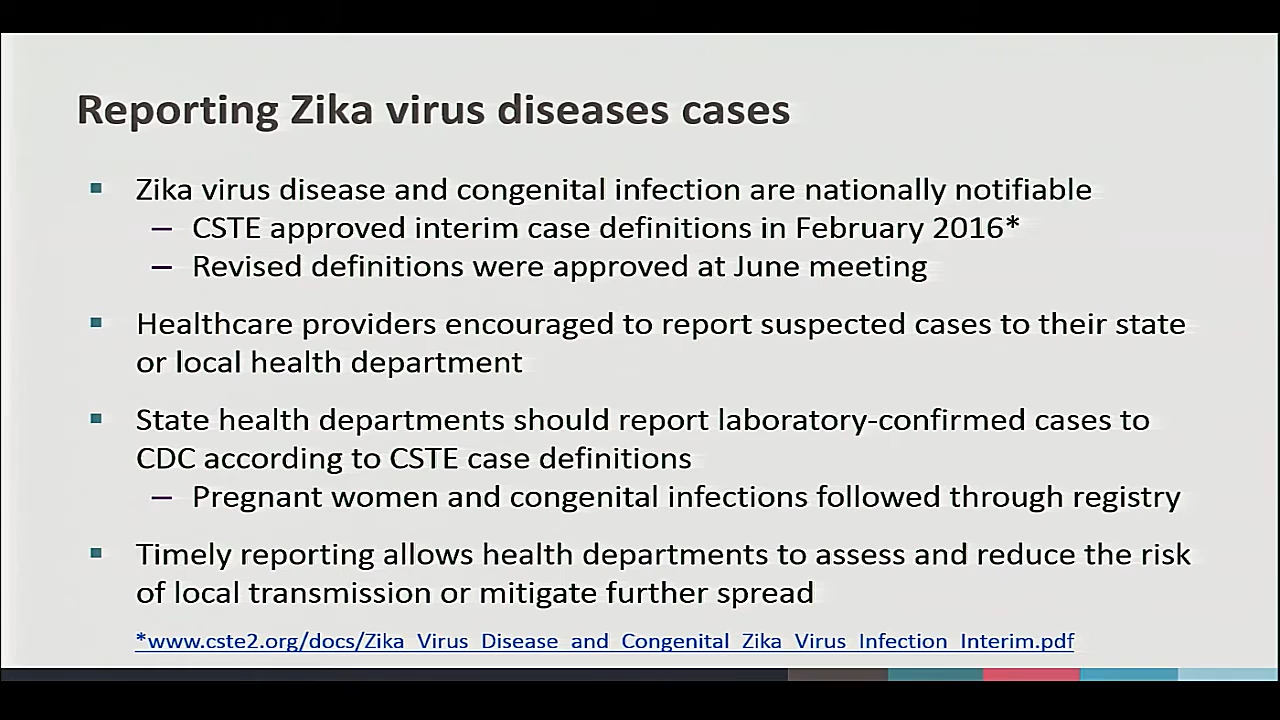 Reporting Zika virus diseases cases
▪ Zika virus disease and congenital infection are nationally notifiable
– CSTE approved interim case definitions in February 2016*
– Revised definitions were approved at June meeting
▪ Healthcare providers encouraged to report suspected cases to their state
or local health department
▪ State health departments should report laboratory-confirmed cases to
CDC according to CSTE case definitions
– Pregnant women and congenital infections followed through registry
▪ Timely reporting allows health departments to assess and reduce the risk
of local transmission or mitigate further spread
*www.cste2.org/docs/Zika_Virus_Disease_and_Congenital_Zika_Virus_Infection_Interim.pdf